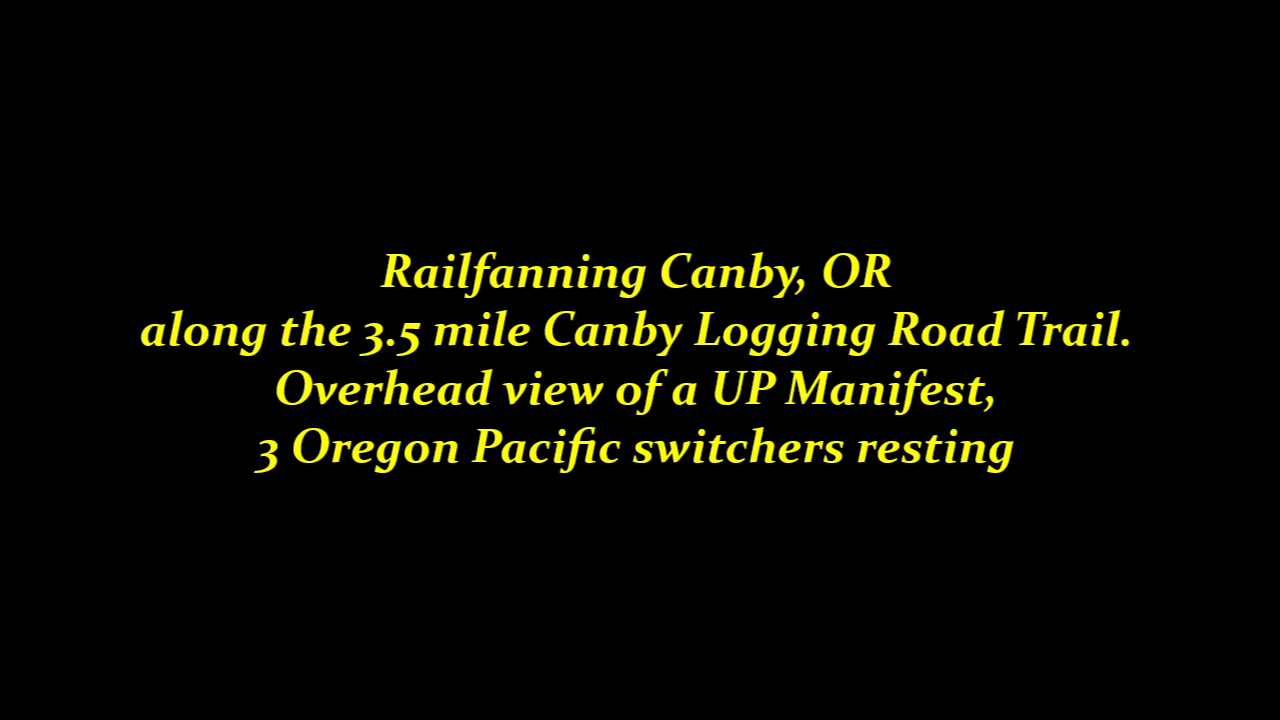 Railfanning Canby, OR
along the 3.5 mile Canby Logging Road Trail.
Overhead view of a UP Manifest,
3 Oregon Pacific switchers resting